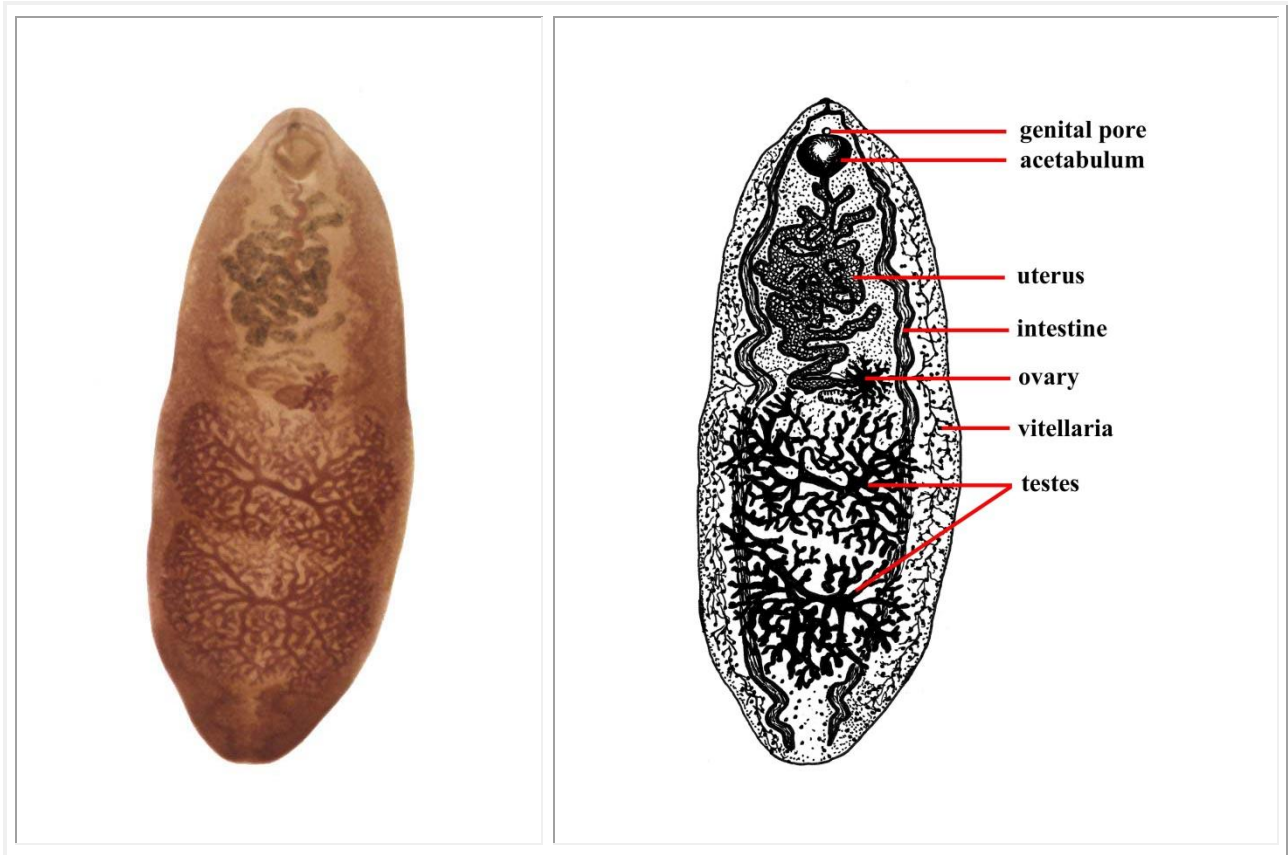 genital pore
acetabulum
uterus
intestine
ovary
vitellaria
testes